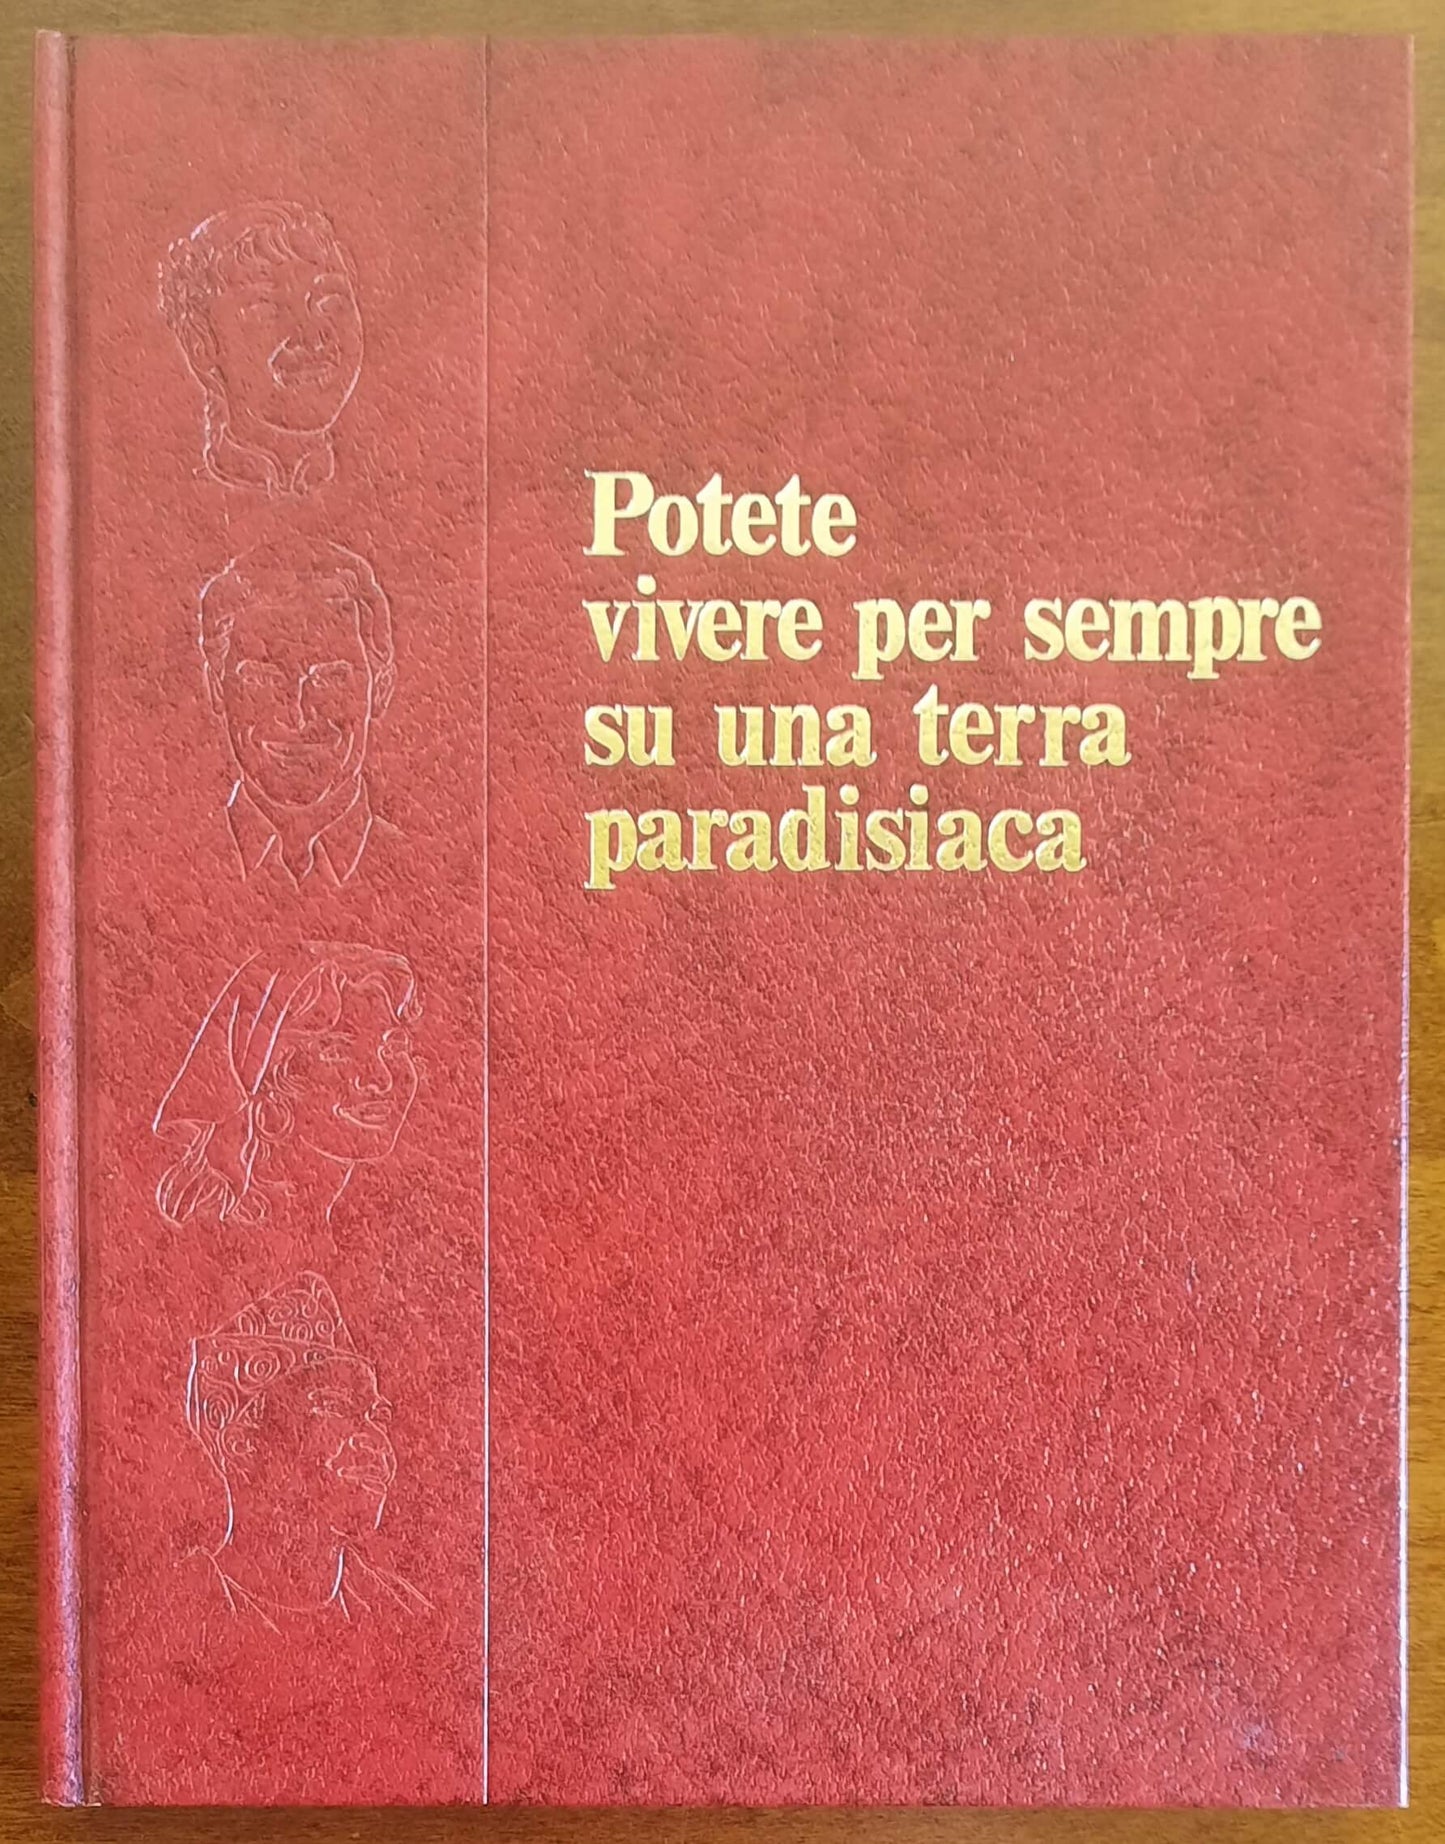 Potete
vivere per sempre
su una terra
paradisiaca